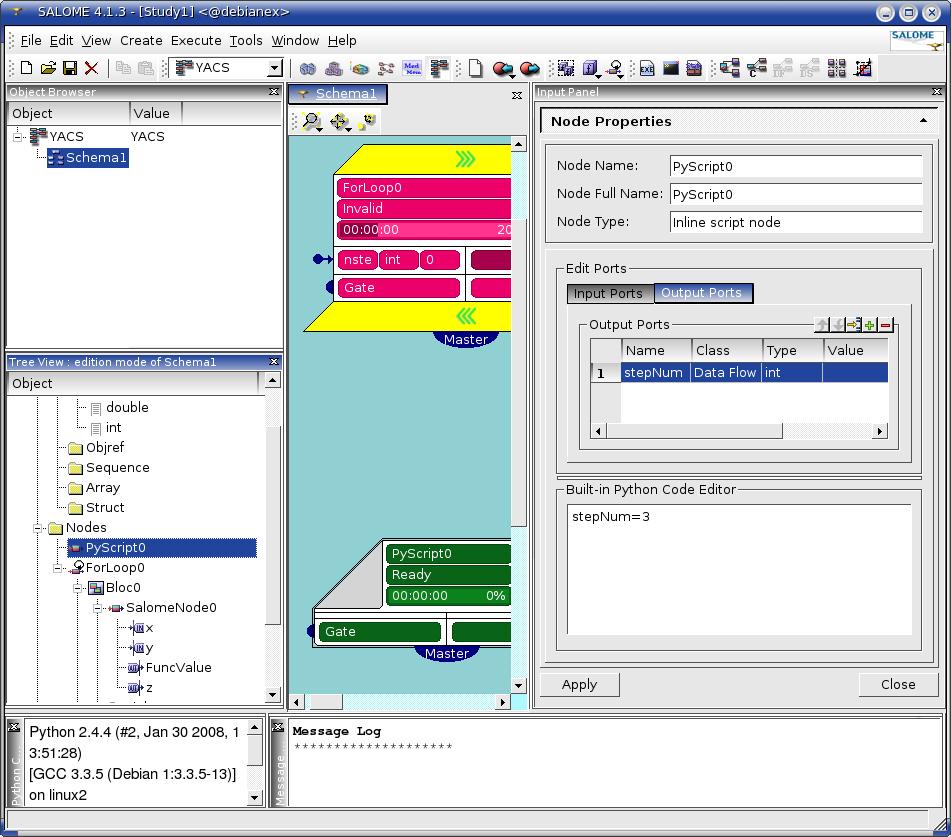 SALOME 4.1.3 - [Study1] <@debianex>
File Edit View Create Execute Tools Window Help
SALOME
YACS
Object Browser
Object Value
YACS YACS
Schema1
Tree View : edition mode of Schema1
Object
double
int
Objref
Sequence
Array
Struct
Nodes
PyScript0
ForLoop0
Bloc0
SalomeNode0
x
y
FuncValue
z
Schema1
ForLoop0
Invalid
00:00:00 20
nste int 0
Gate
Master
PyScript0
Ready
00:00:00 0%
Gate
Master
Input Panel
Node Properties
Node Name: PyScript0
Node Full Name: PyScript0
Node Type: Inline script node
Edit Ports
Input Ports Output Ports
Output Ports
Name Class Type Value
1 stepNum Data Flow int
Built-in Python Code Editor
stepNum=3
Apply Close
Python C...
Python 2.4.4 (#2, Jan 30 2008, 1
3:51:28)
[GCC 3.3.5 (Debian 1:3.3.5-13)]
on linux2
Message...
Message Log
********************